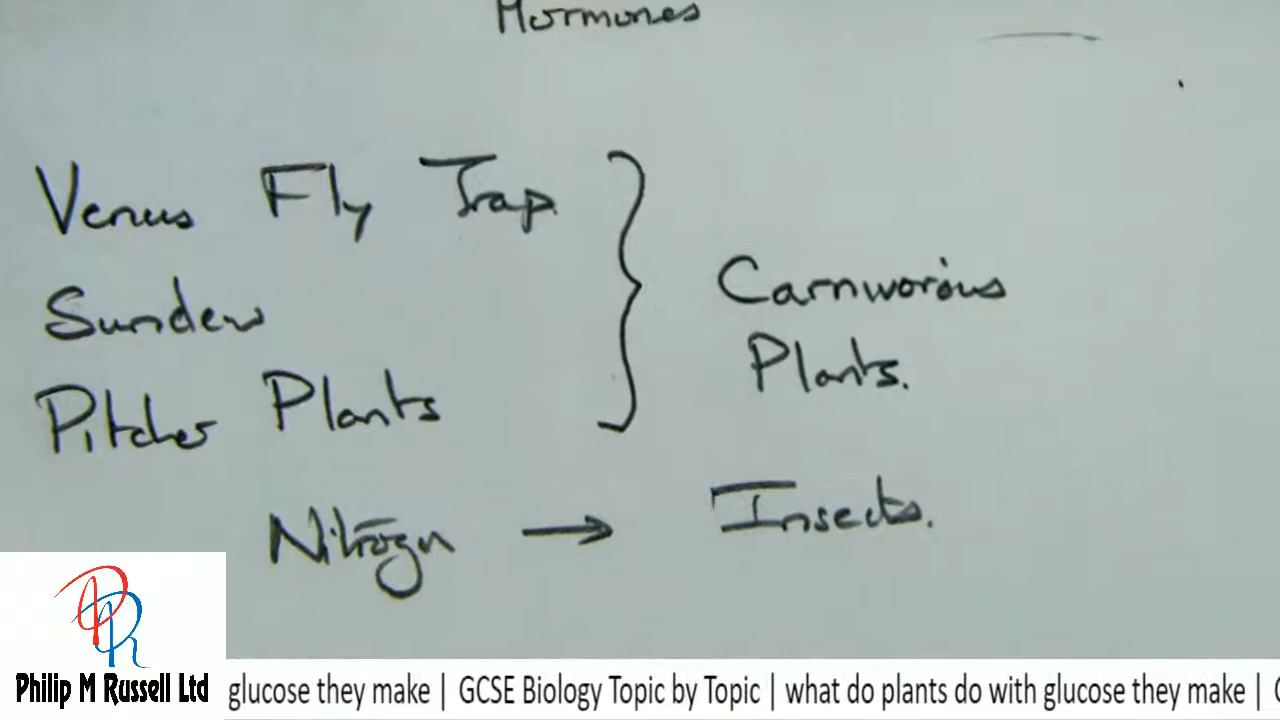 Hormones
Venus Fly Trap
Sundew
Pitcher Plants
Carnivorous
Plants.
Nitrogen → Insects.
Philip M Russell Ltd
glucose they make | GCSE Biology Topic by Topic | what do plants do with glucose they make |